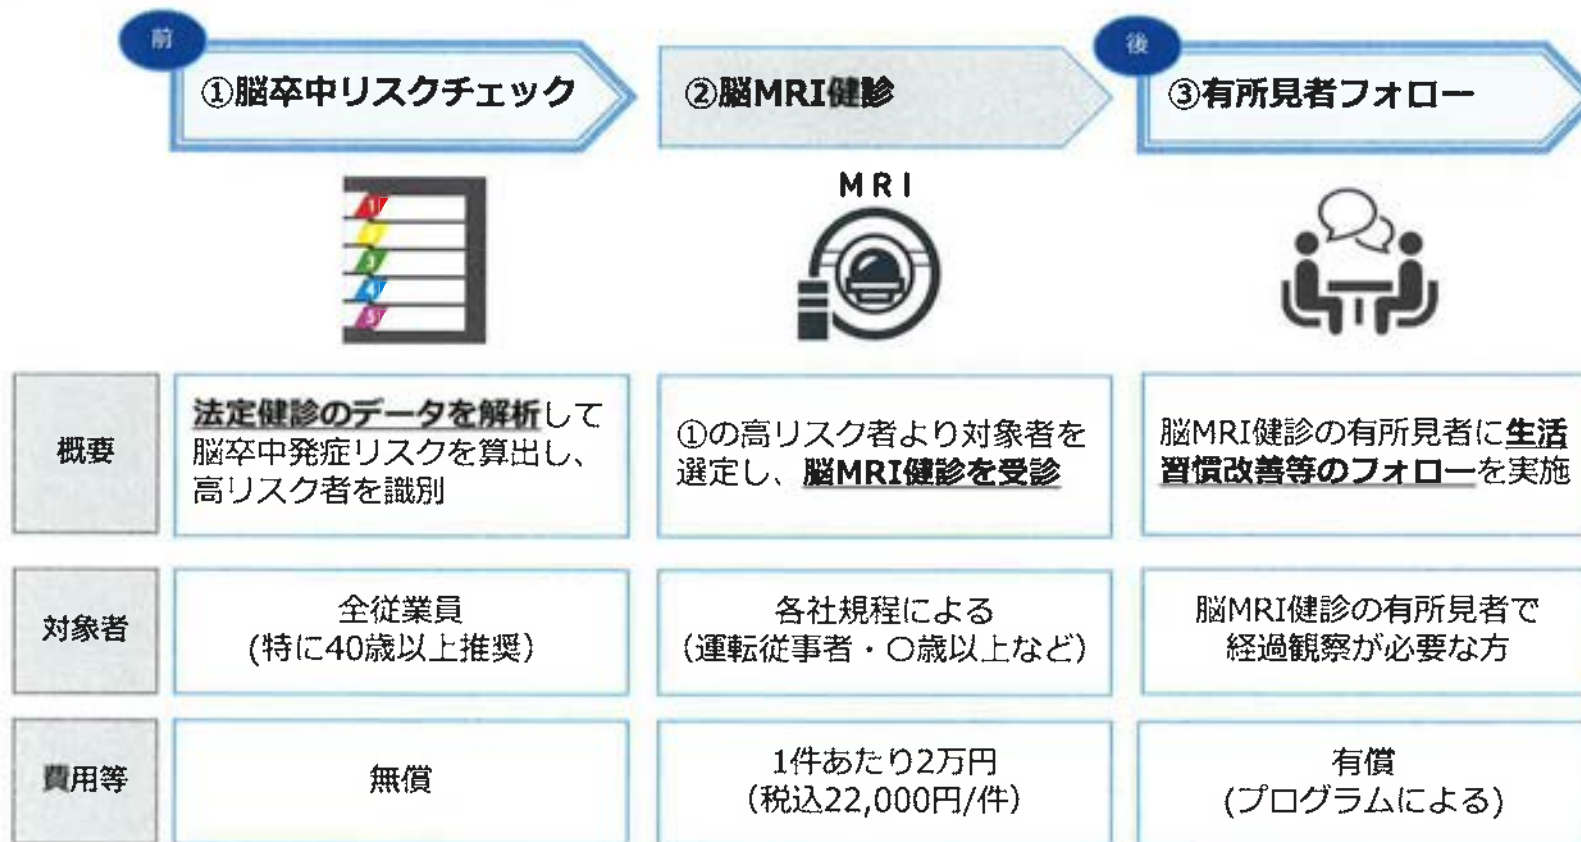 前
①脳卒中リスクチェック
②脳MRI健診
後
③有所見者フォロー
1
2
3
4
5
MRI
概要
法定健診のデータを解析して
脳卒中発症リスクを算出し、
高リスク者を識別
①の高リスク者より対象者を
選定し、脳MRI健診を受診
脳MRI健診の有所見者に生活
習慣改善等のフォローを実施
対象者
全従業員
(特に40歳以上推奨)
各社規程による
(運転従事者・〇歳以上など)
脳MRI健診の有所見者で
経過観察が必要な方
費用等
無償
1件あたり2万円
(税込22,000円/件)
有償
(プログラムによる)